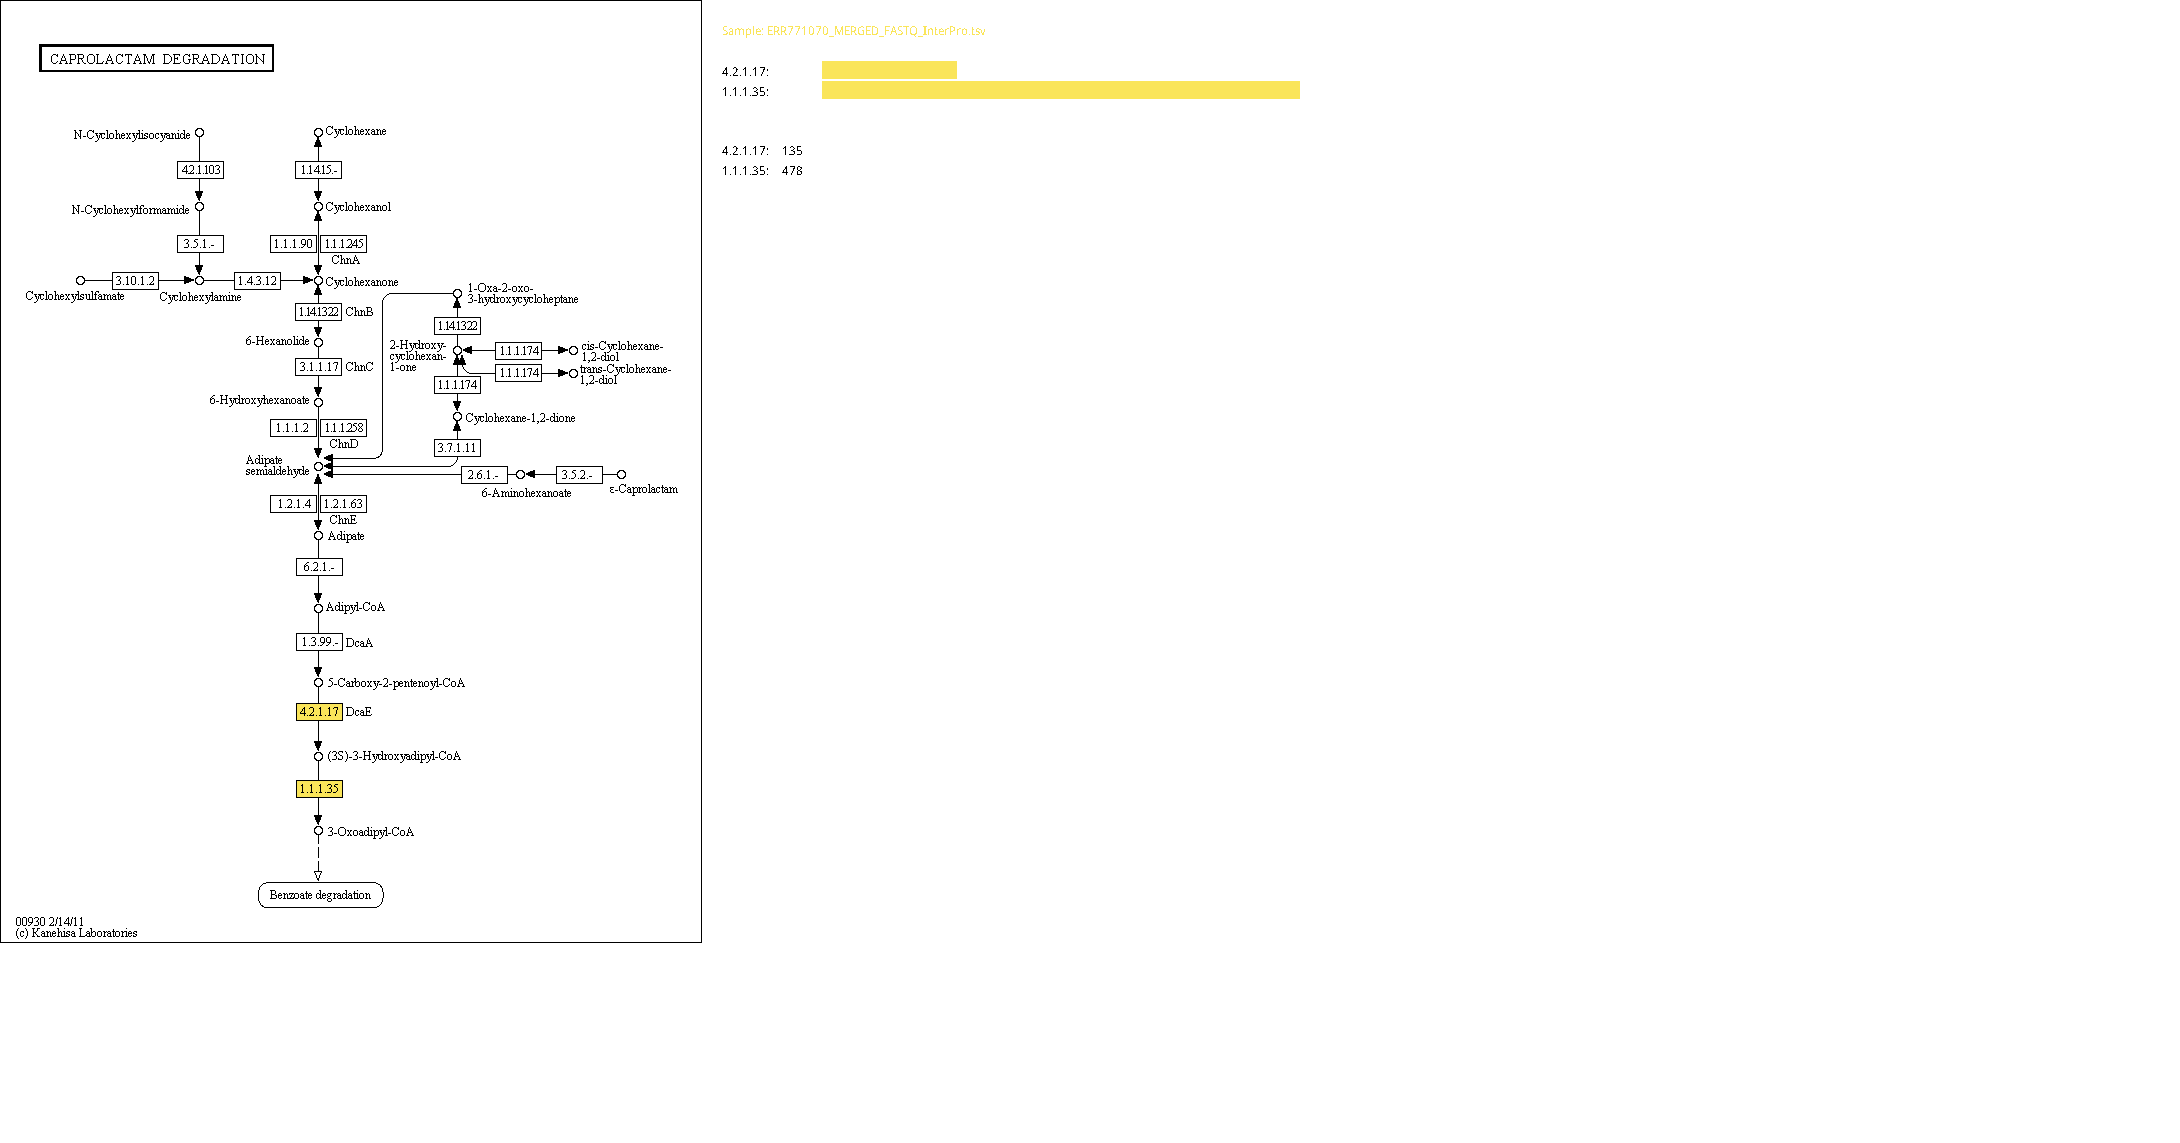 CAPROLACTAM DEGRADATION
Sample: ERR771070_MERGED_FASTO_InterPro.tsv
4.2.1.17:
1.1.1.35:
4.2.1.17: 135
1.1.1.35: 478
N-Cyclohexylisocyanide
Cyclohexane
4.2.1.103
1.14.15.-
N-Cyclohexylformamide
Cyclohexanol
3.5.1.-
1.1.1.90
1.1.1.245
ChnA
3.10.1.2
1.4.3.12
Cyclohexanone
Cyclohexylsulfamate
Cyclohexylamine
1-Oxa-2-oxo-
3-hydroxycycloheptane
1.14.13.22
ChnB
1.14.13.22
6-Hexanolide
2-Hydroxy-
cyclohexan-
1-one
1.1.1.174
cis-Cyclohexane-
1,2-diol
3.1.1.17
ChnC
1.1.1.174
trans-Cyclohexane-
1,2-diol
1.1.1.174
6-Hydroxyhexanoate
Cyclohexane-1,2-dione
1.1.1.2
1.1.1.258
ChnD
3.7.1.11
Adipate
semialdehyde
2.6.1.-
3.5.2.-
6-Aminohexanoate
ε-Caprolactam
1.2.1.4
1.2.1.63
ChnE
Adipate
6.2.1.-
Adipyl-CoA
1.3.99.-
DcaA
5-Carboxy-2-pentenoyl-CoA
4.2.1.17
DcaE
(3S)-3-Hydroxyadipyl-CoA
1.1.1.35
3-Oxoadipyl-CoA
Benzoate degradation
00930 2/14/11
(c) Kanehisa Laboratories